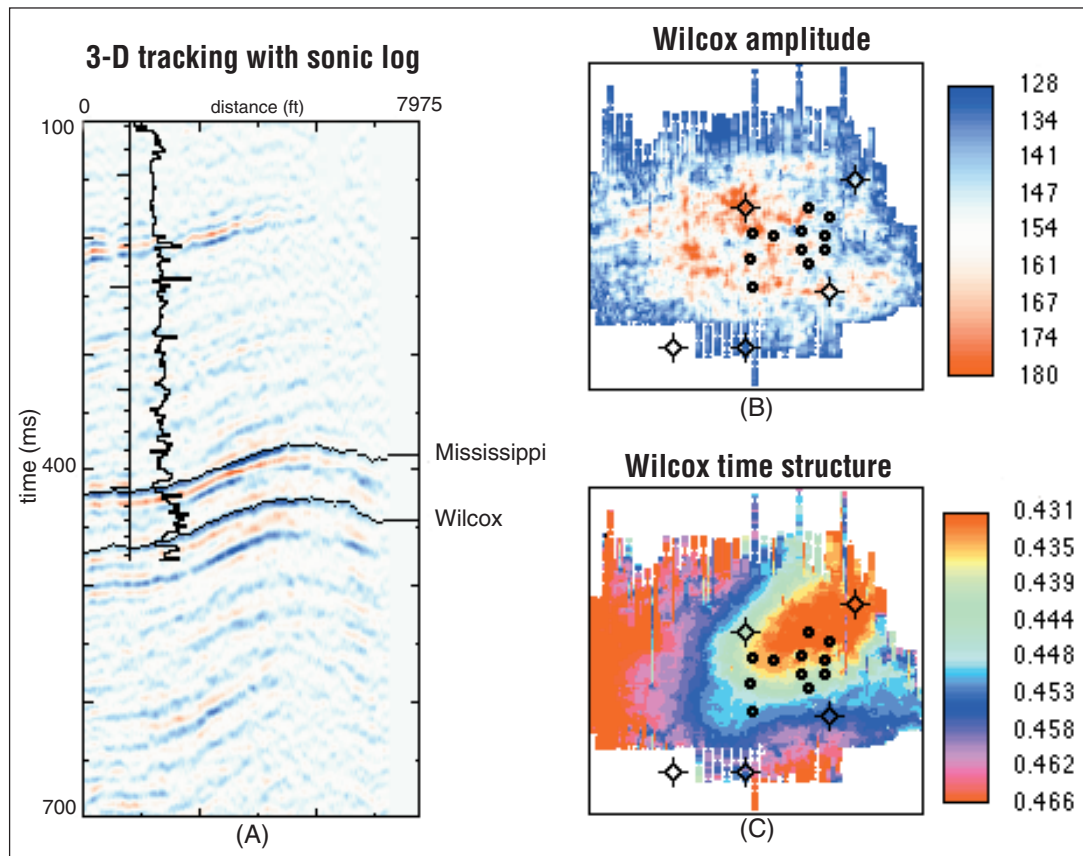 3-D tracking with sonic log
0
distance (ft)
7975
100
time (ms)
400
700
Mississippi
Wilcox
(A)
Wilcox amplitude
128
134
141
147
154
161
167
174
180
(B)
Wilcox time structure
0.431
0.435
0.439
0.444
0.448
0.453
0.458
0.462
0.466
(C)